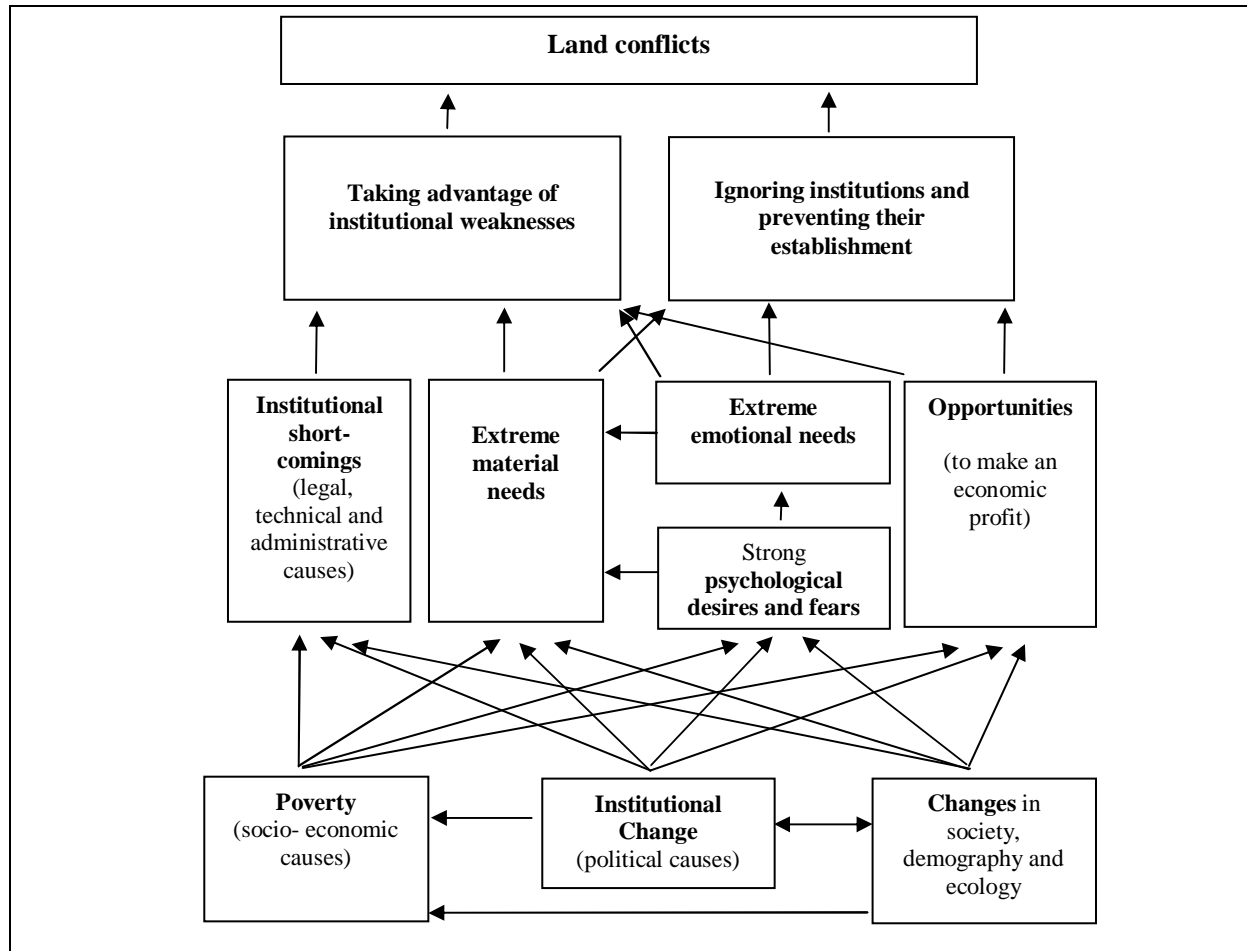 Land conflicts
Taking advantage of
institutional weaknesses
Ignoring institutions and
preventing their
establishment
Institutional
short-
comings
(legal,
technical and
administrative
causes)
Extreme
material
needs
Extreme
emotional needs
Strong
psychological
desires and fears
Opportunities
(to make an
economic
profit)
Poverty
(socio- economic
causes)
Institutional
Change
(political causes)
Changes in
society,
demography and
ecology